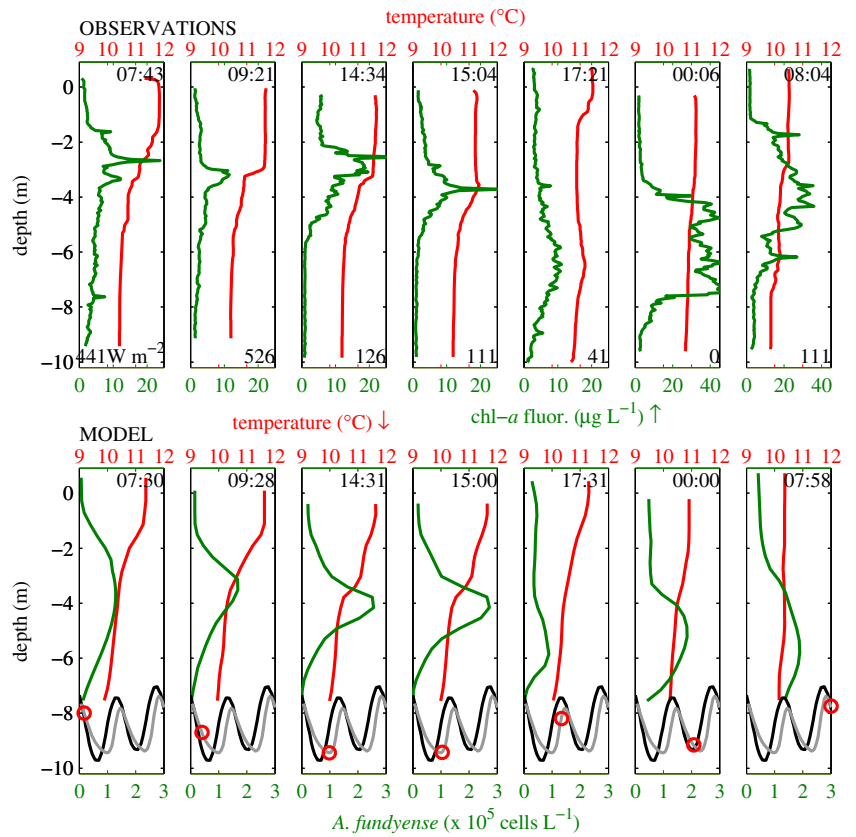 temperature (°C)
OBSERVATIONS
9 10 11 12 9 10 11 12 9 10 11 12 9 10 11 12 9 10 11 12 9 10 11 12 9 10 11 12
07:43 09:21 14:34 15:04 17:21 00:06 08:04
0
−2
−4
−6
−8
−10
depth (m)
441W m−2 526 126 111 41 0 111
0 10 20 0 10 20 0 10 20 0 10 20 0 10 20 0 20 40 0 20 40
temperature (°C) ↓ chl−a fluor. (µg L−1) ↑
MODEL
9 10 11 12 9 10 11 12 9 10 11 12 9 10 11 12 9 10 11 12 9 10 11 12 9 10 11 12
07:30 09:28 14:31 15:00 17:31 00:00 07:58
0
−2
−4
−6
−8
−10
depth (m)
0 1 2 3 0 1 2 3 0 1 2 3 0 1 2 3 0 1 2 3 0 1 2 3 0 1 2 3
A. fundyense (x 10⁵ cells L−1)